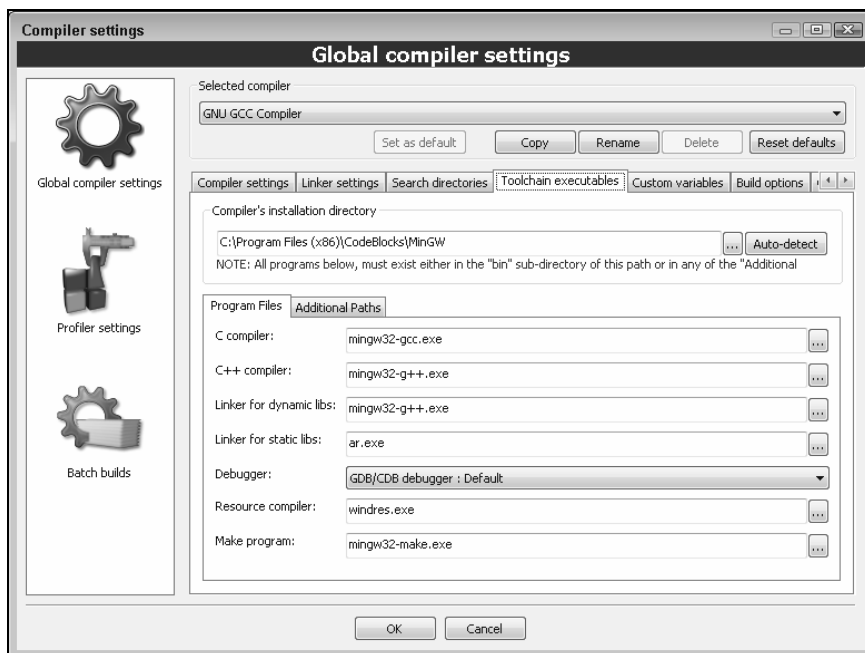 Compiler settings
Global compiler settings
Global compiler settings
Profiler settings
Batch builds
Selected compiler
GNU GCC Compiler
Set as default Copy Rename Delete Reset defaults
Compiler settings Linker settings Search directories Toolchain executables Custom variables Build options
Compiler's installation directory
C:\Program Files (x86)\CodeBlocks\MinGW ... Auto-detect
NOTE: All programs below, must exist either in the "bin" sub-directory of this path or in any of the "Additional
Program Files Additional Paths
C compiler: mingw32-gcc.exe ...
C++ compiler: mingw32-g++.exe ...
Linker for dynamic libs: mingw32-g++.exe ...
Linker for static libs: ar.exe ...
Debugger: GDB/CDB debugger : Default
Resource compiler: windres.exe ...
Make program: mingw32-make.exe ...
OK Cancel